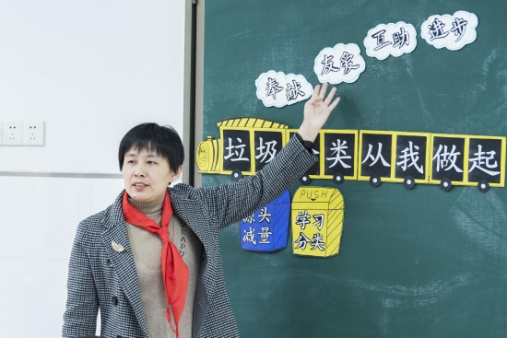 奉献 友爱 互助 进步
垃圾 类从我做起
源头
减量
PUSH
学习
分类